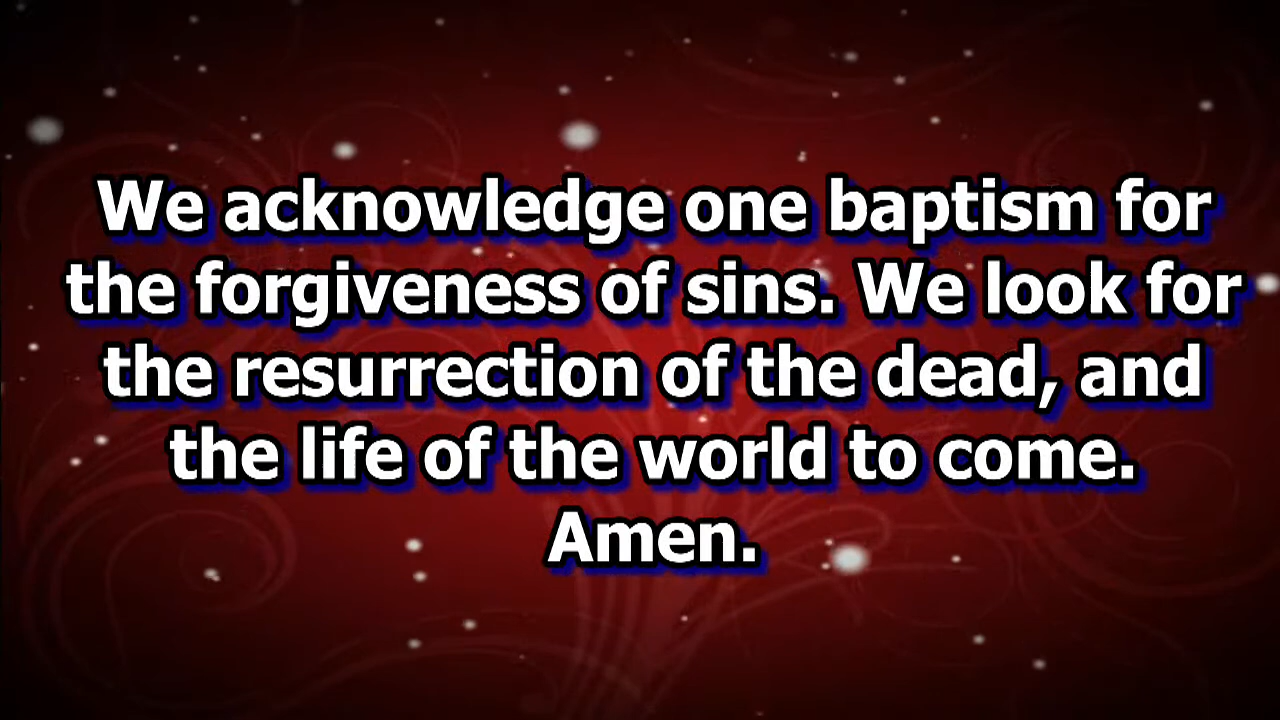 We acknowledge one baptism for
the forgiveness of sins. We look for
the resurrection of the dead, and
the life of the world to come.
Amen.